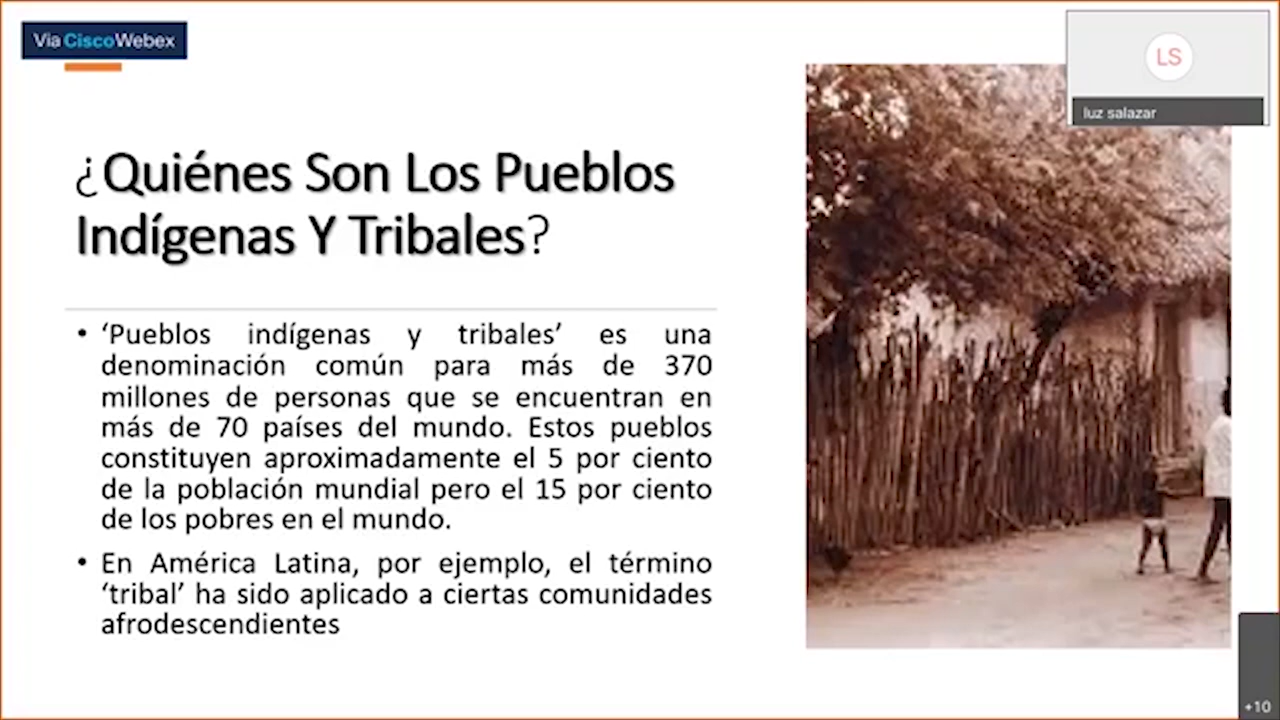 Via CiscoWebex
LS
luz salazar
¿Quiénes Son Los Pueblos
Indígenas Y Tribales?
• ‘Pueblos indígenas y tribales’ es una
denominación común para más de 370
millones de personas que se encuentran en
más de 70 países del mundo. Estos pueblos
constituyen aproximadamente el 5 por ciento
de la población mundial pero el 15 por ciento
de los pobres en el mundo.
• En América Latina, por ejemplo, el término
‘tribal’ ha sido aplicado a ciertas comunidades
afrodescendientes
+10